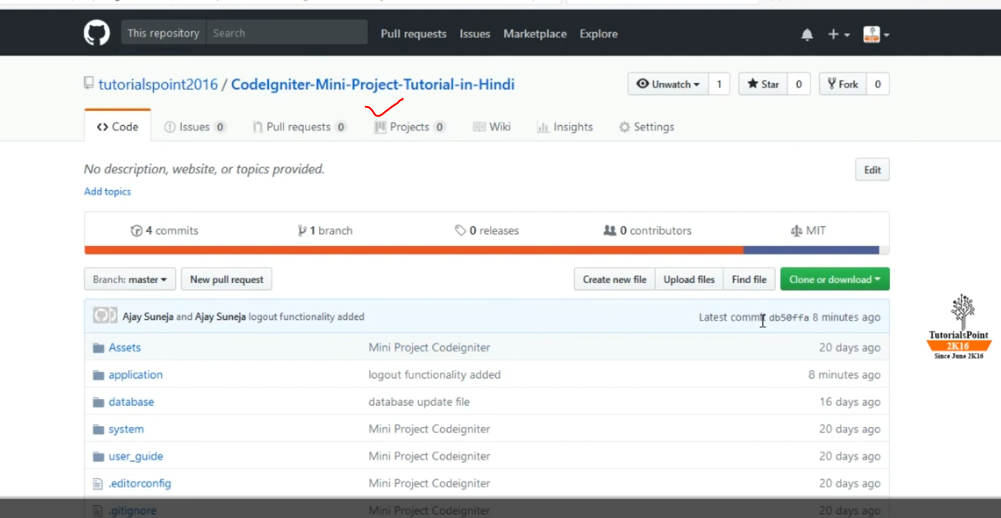 This repository Search Pull requests Issues Marketplace Explore
tutorialspoint2016 / CodeIgniter-Mini-Project-Tutorial-in-Hindi Unwatch 1 Star 0 Fork 0
Code Issues 0 Pull requests 0 Projects 0 Wiki Insights Settings
No description, website, or topics provided. Edit
Add topics
4 commits 1 branch 0 releases 0 contributors MIT
Branch: master New pull request Create new file Upload files Find file Clone or download
Ajay Suneja and Ajay Suneja logout functionality added Latest commit db50ffa 8 minutes ago
Assets Mini Project Codeigniter 20 days ago
application logout functionality added 8 minutes ago
database database update file 16 days ago
system Mini Project Codeigniter 20 days ago
user_guide Mini Project Codeigniter 20 days ago
.editorconfig Mini Project Codeigniter 20 days ago
.gitignore Mini Project Codeigniter 20 days ago
TutorialsPoint
2K16
Since June 2K16